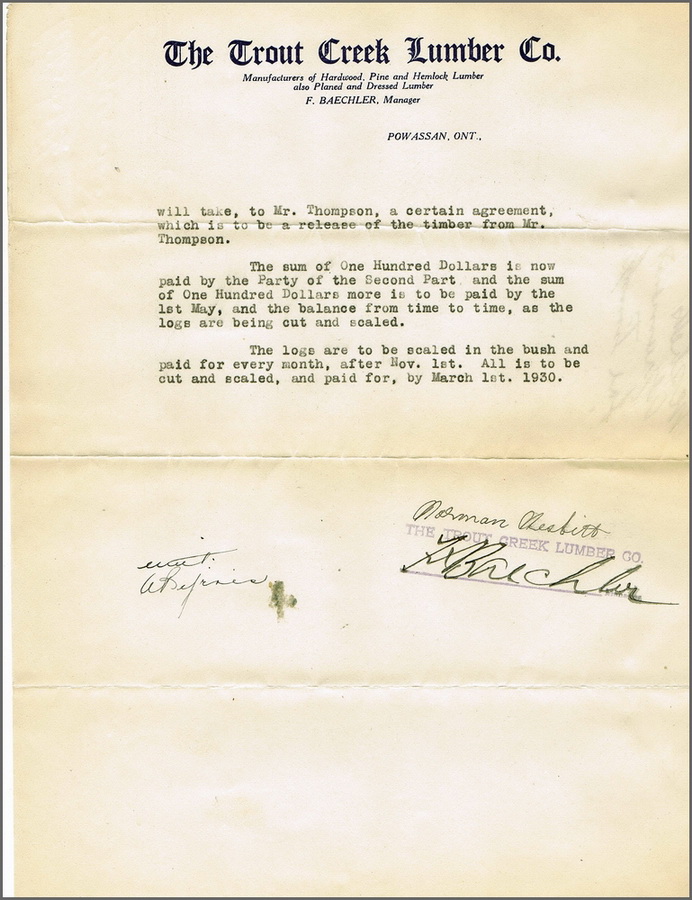 The Trout Creek Lumber Co.
Manufacturers of Hardwood, Pine and Hemlock Lumber
also Planed and Dressed Lumber
F. BAECHLER, Manager
POWASSAN, ONT.,
will take, to Mr. Thompson, a certain agreement,
which is to be a release of the timber from Mr.
Thompson.
The sum of One Hundred Dollars is now
paid by the Party of the Second Part and the sum
of One Hundred Dollars more is to be paid by the
1st May, and the balance from time to time, as the
logs are being cut and scaled.
The logs are to be scaled in the bush and
paid for every month, after Nov. 1st. All is to be
cut and scaled, and paid for, by March 1st. 1930.
Norman Nesbitt
THE TROUT CREEK LUMBER CO.
Baechler